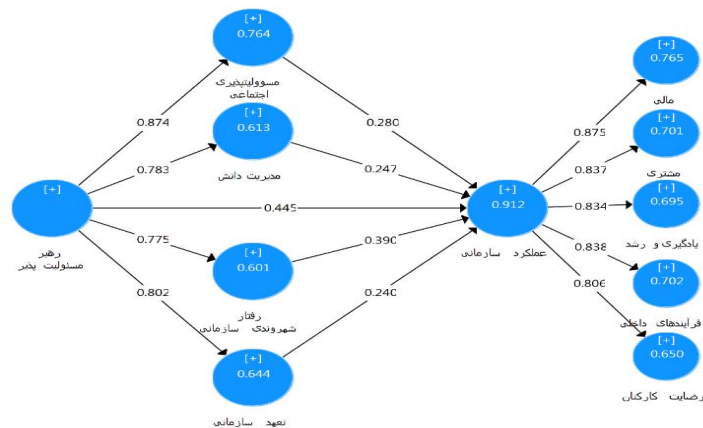 [+]
0.764
مسوولیتپذیری
اجتماعی
[+]
0.765
مالی
0.874
0.280
[+]
0.613
مدیریت دانش
0.875
[+]
0.701
مشتری
0.783
0.247
0.837
[+]
رهبر
مسئولیت پذیر
0.445
[+]
0.912
عملکرد سازمانی
0.834
[+]
0.695
یادگیری و رشد
0.775
0.390
0.838
[+]
0.601
رفتار
شهروندی سازمانی
[+]
0.702
فرآیندهای داخلی
0.802
0.240
0.806
[+]
0.644
تعهد سازمانی
[+]
0.650
رضایت کارکنان